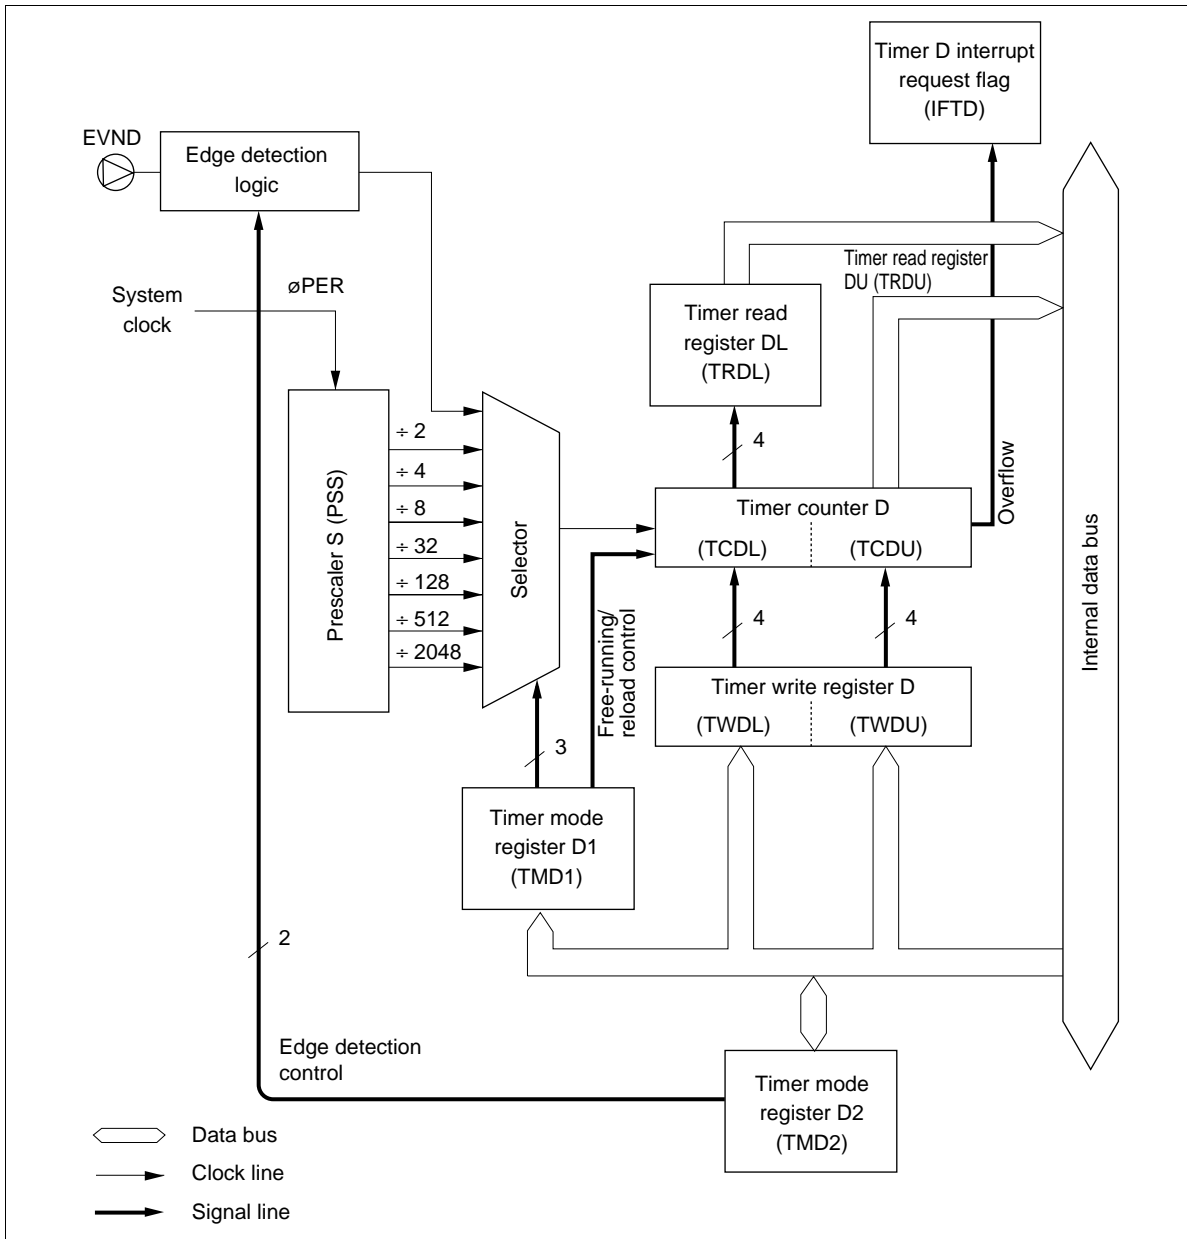 Timer D interrupt
request flag
(IFTD)
EVND
Edge detection
logic
øPER
System
clock
Timer read register
DU (TRDU)
Timer read
register DL
(TRDL)
÷ 2
÷ 4
÷ 8
÷ 32
÷ 128
÷ 512
÷ 2048
Prescaler S (PSS)
Selector
4
Timer counter D
(TCDL)
(TCDU)
Overflow
Internal data bus
Free-running/
reload control
4
4
Timer write register D
(TWDL)
(TWDU)
3
Timer mode
register D1
(TMD1)
2
Edge detection
control
Timer mode
register D2
(TMD2)
Data bus
Clock line
Signal line